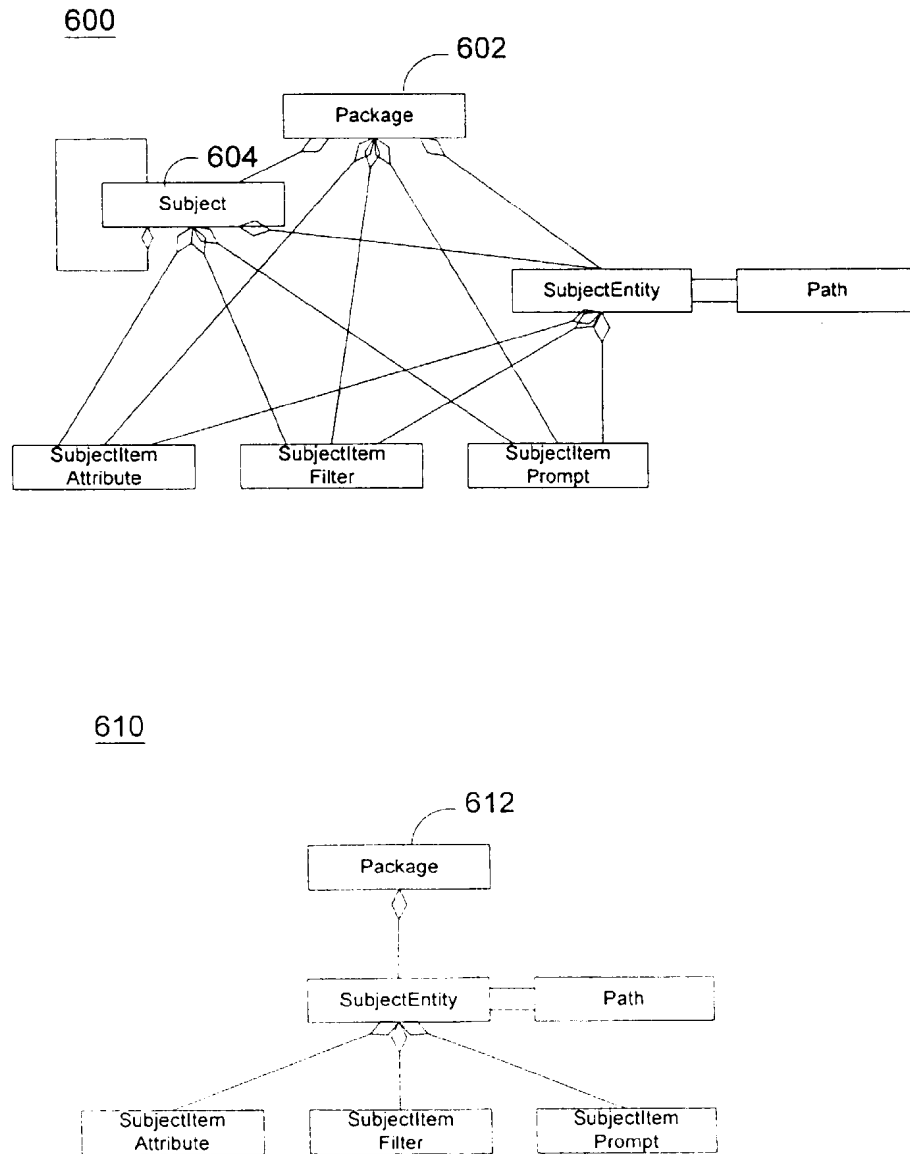 600
602
Package
604
Subject
SubjectEntity
Path
SubjectItem
Attribute
SubjectItem
Filter
SubjectItem
Prompt
610
612
Package
SubjectEntity
Path
SubjectItem
Attribute
SubjectItem
Filter
SubjectItem
Prompt